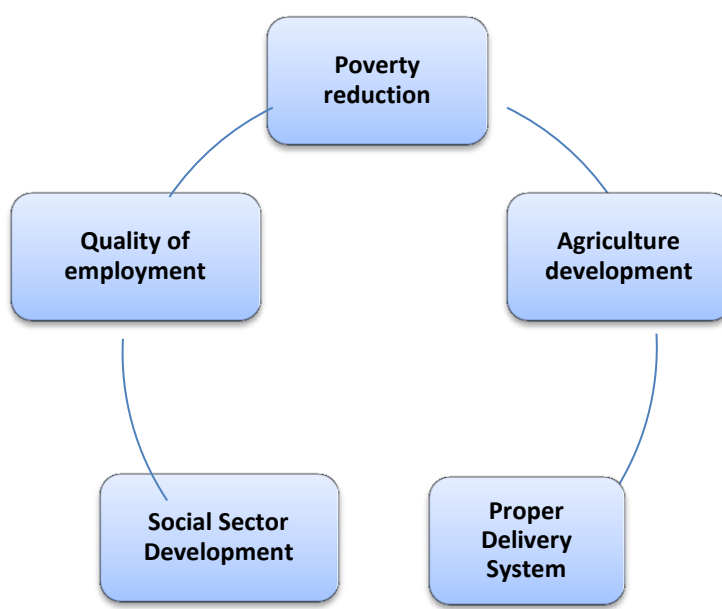 Poverty
reduction
Quality of
employment
Agriculture
development
Social Sector
Development
Proper
Delivery
System